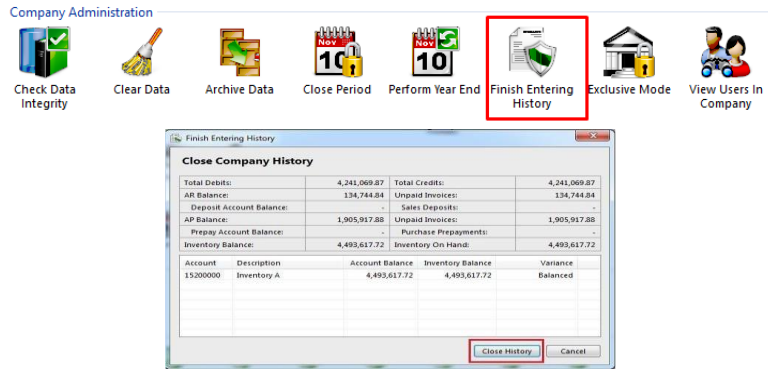 Company Administration
Check Data Integrity
Clear Data
Archive Data
Nov 10
Close Period
Nov 10
Perform Year End
Finish Entering History
Exclusive Mode
View Users In Company
Finish Entering History
Close Company History
Total Debits: 4,241,069.87 Total Credits: 4,241,069.87
AR Balance: 134,744.84 Unpaid Invoices: 134,744.84
Deposit Account Balance: - Sales Deposits: -
AP Balance: 1,905,917.88 Unpaid Invoices: 1,905,917.88
Prepay Account Balance: - Purchase Prepayments: -
Inventory Balance: 4,493,617.72 Inventory On Hand: 4,493,617.72
Account Description Account Balance Inventory Balance Variance
15200000 Inventory A 4,493,617.72 4,493,617.72 Balanced
Close History Cancel